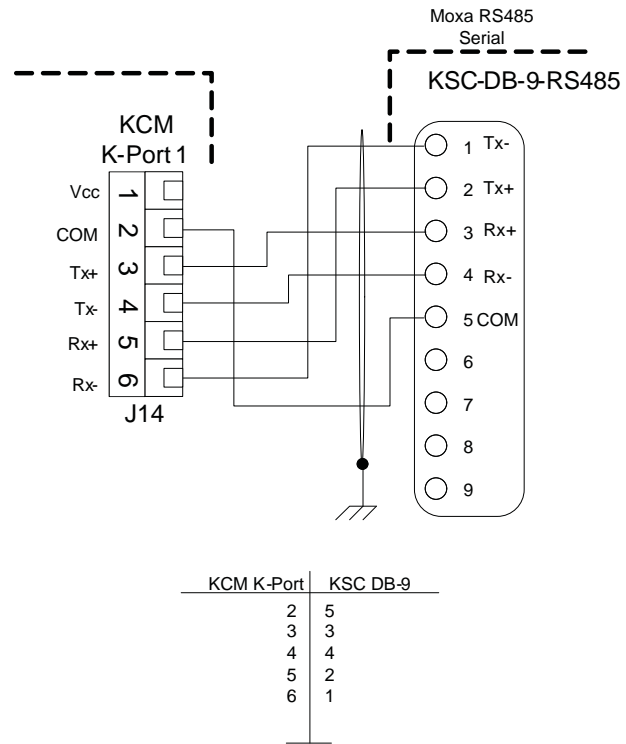 Moxa RS485
Serial
KSC-DB-9-RS485
KCM
K-Port 1
Vcc 1
COM 2
Tx+ 3
Tx- 4
Rx+ 5
Rx- 6
J14
1 Tx-
2 Tx+
3 Rx+
4 Rx-
5 COM
6
7
8
9
KCM K-Port KSC DB-9
2 5
3 3
4 4
5 2
6 1